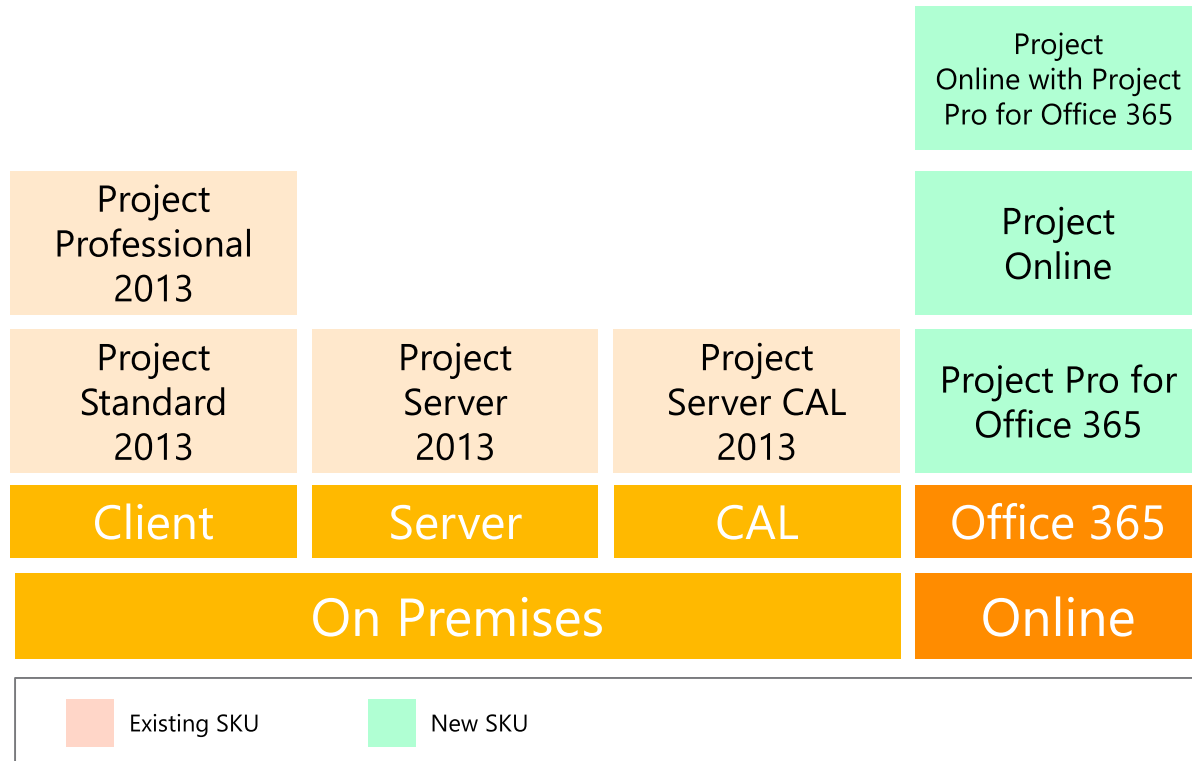 Project
Online with Project
Pro for Office 365
Project
Professional
2013
Project
Online
Project
Standard
2013
Project
Server
2013
Project
Server CAL
2013
Project Pro for
Office 365
Client
Server
CAL
Office 365
On Premises
Online
Existing SKU
New SKU